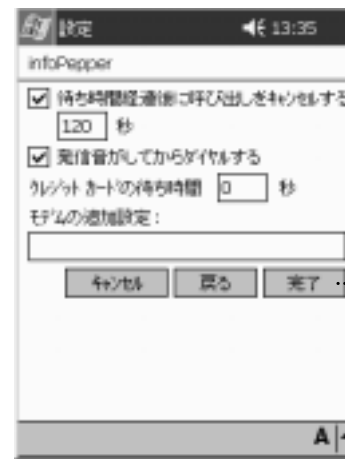 設定 13:35
infoPepper
待ち時間経過後に呼び出しをキャンセルする
120 秒
発信音がしてからダイヤルする
クレジット カードの待ち時間 0 秒
モデムの追加設定:
キャンセル 戻る 完了
A